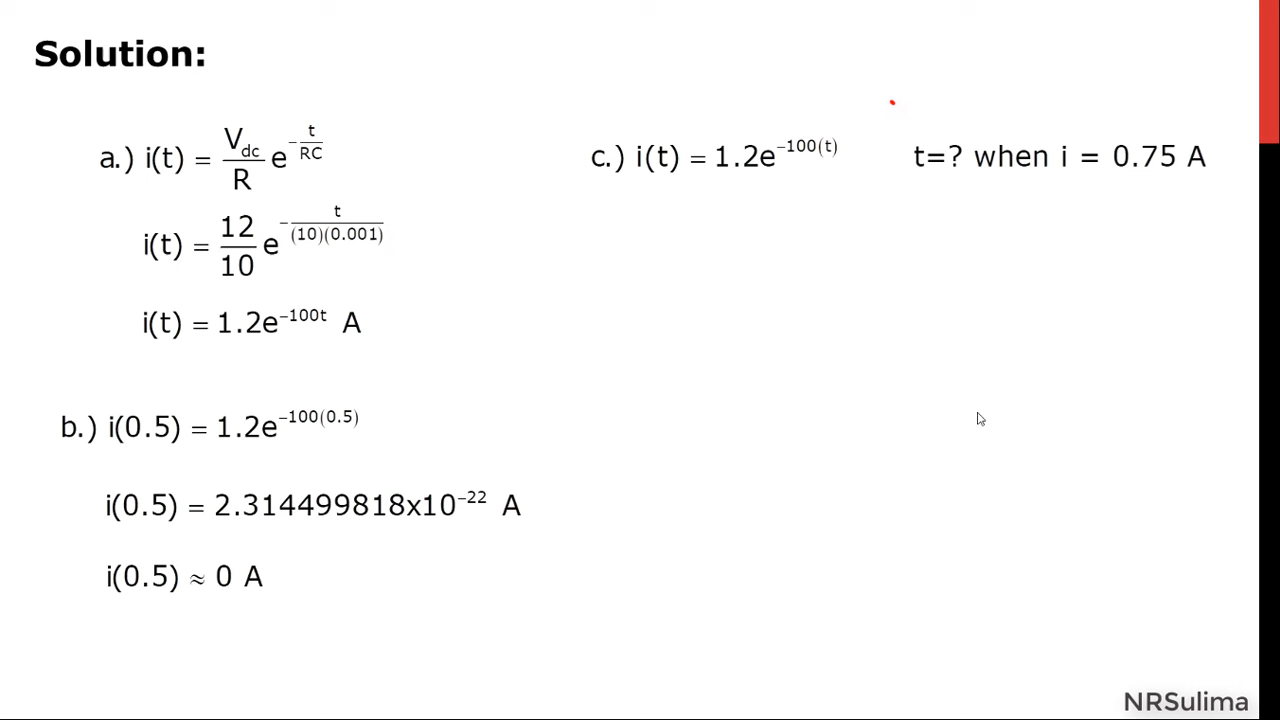 Solution:
a.) i(t) = V_dc/R e^(−t/RC)
i(t) = 12/10 e^(−t/((10)(0.001)))
i(t) = 1.2e^(−100t) A
b.) i(0.5) = 1.2e^(−100(0.5))
i(0.5) = 2.314499818x10^(−22) A
i(0.5) ≈ 0 A
c.) i(t) = 1.2e^(−100(t)) t=? when i = 0.75 A
NRSulima